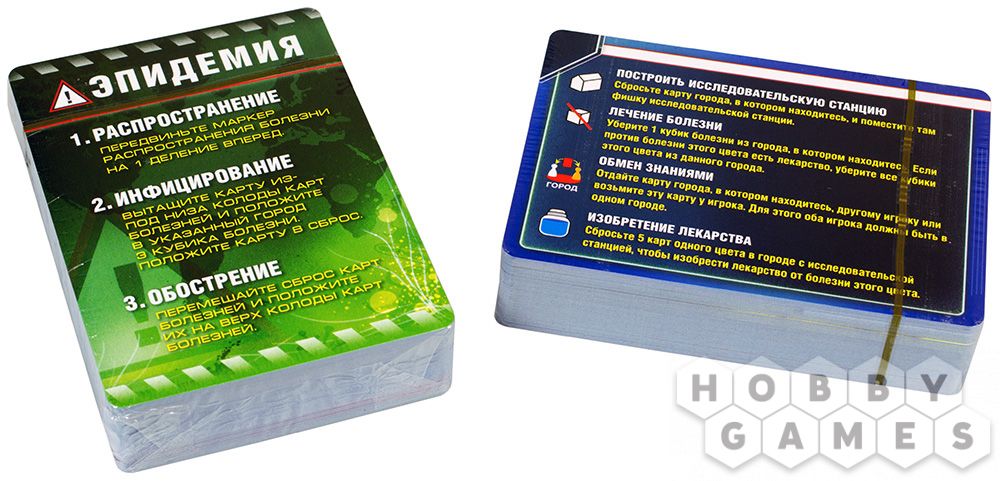 ЭПИДЕМИЯ
1. РАСПРОСТРАНЕНИЕ
ПЕРЕДВИНЬТЕ МАРКЕР
РАСПРОСТРАНЕНИЯ БОЛЕЗНИ
НА 1 ДЕЛЕНИЕ ВПЕРЕД.
2. ИНФИЦИРОВАНИЕ
ВЫТАЩИТЕ КАРТУ ИЗ-
ПОД НИЗА КОЛОДЫ КАРТ
БОЛЕЗНЕЙ И ПОЛОЖИТЕ
В УКАЗАННЫЙ ГОРОД
3 КУБИКА БОЛЕЗНИ.
ПОЛОЖИТЕ КАРТУ В СБРОС.
3. ОБОСТРЕНИЕ
ПЕРЕМЕШАЙТЕ СБРОС КАРТ
БОЛЕЗНЕЙ И ПОЛОЖИТЕ
ИХ НА ВЕРХ КОЛОДЫ КАРТ
БОЛЕЗНЕЙ.
ПОСТРОИТЬ ИССЛЕДОВАТЕЛЬСКУЮ СТАНЦИЮ
Сбросьте карту города, в котором находитесь, и поместите там
фишку исследовательской станции.
ЛЕЧЕНИЕ БОЛЕЗНИ
Уберите 1 кубик болезни из города, в котором находитесь. Если
против болезни этого цвета есть лекарство, уберите все кубики
этого цвета из данного города.
ОБМЕН ЗНАНИЯМИ
Отдайте карту города, в котором находитесь, другому игроку или
возьмите эту карту у игрока. Для этого оба игрока должны быть в
одном городе.
ГОРОД
ИЗОБРЕТЕНИЕ ЛЕКАРСТВА
Сбросьте 5 карт одного цвета в городе с исследовательской
станцией, чтобы изобрести лекарство от болезни этого цвета.
HOBBY
GAMES